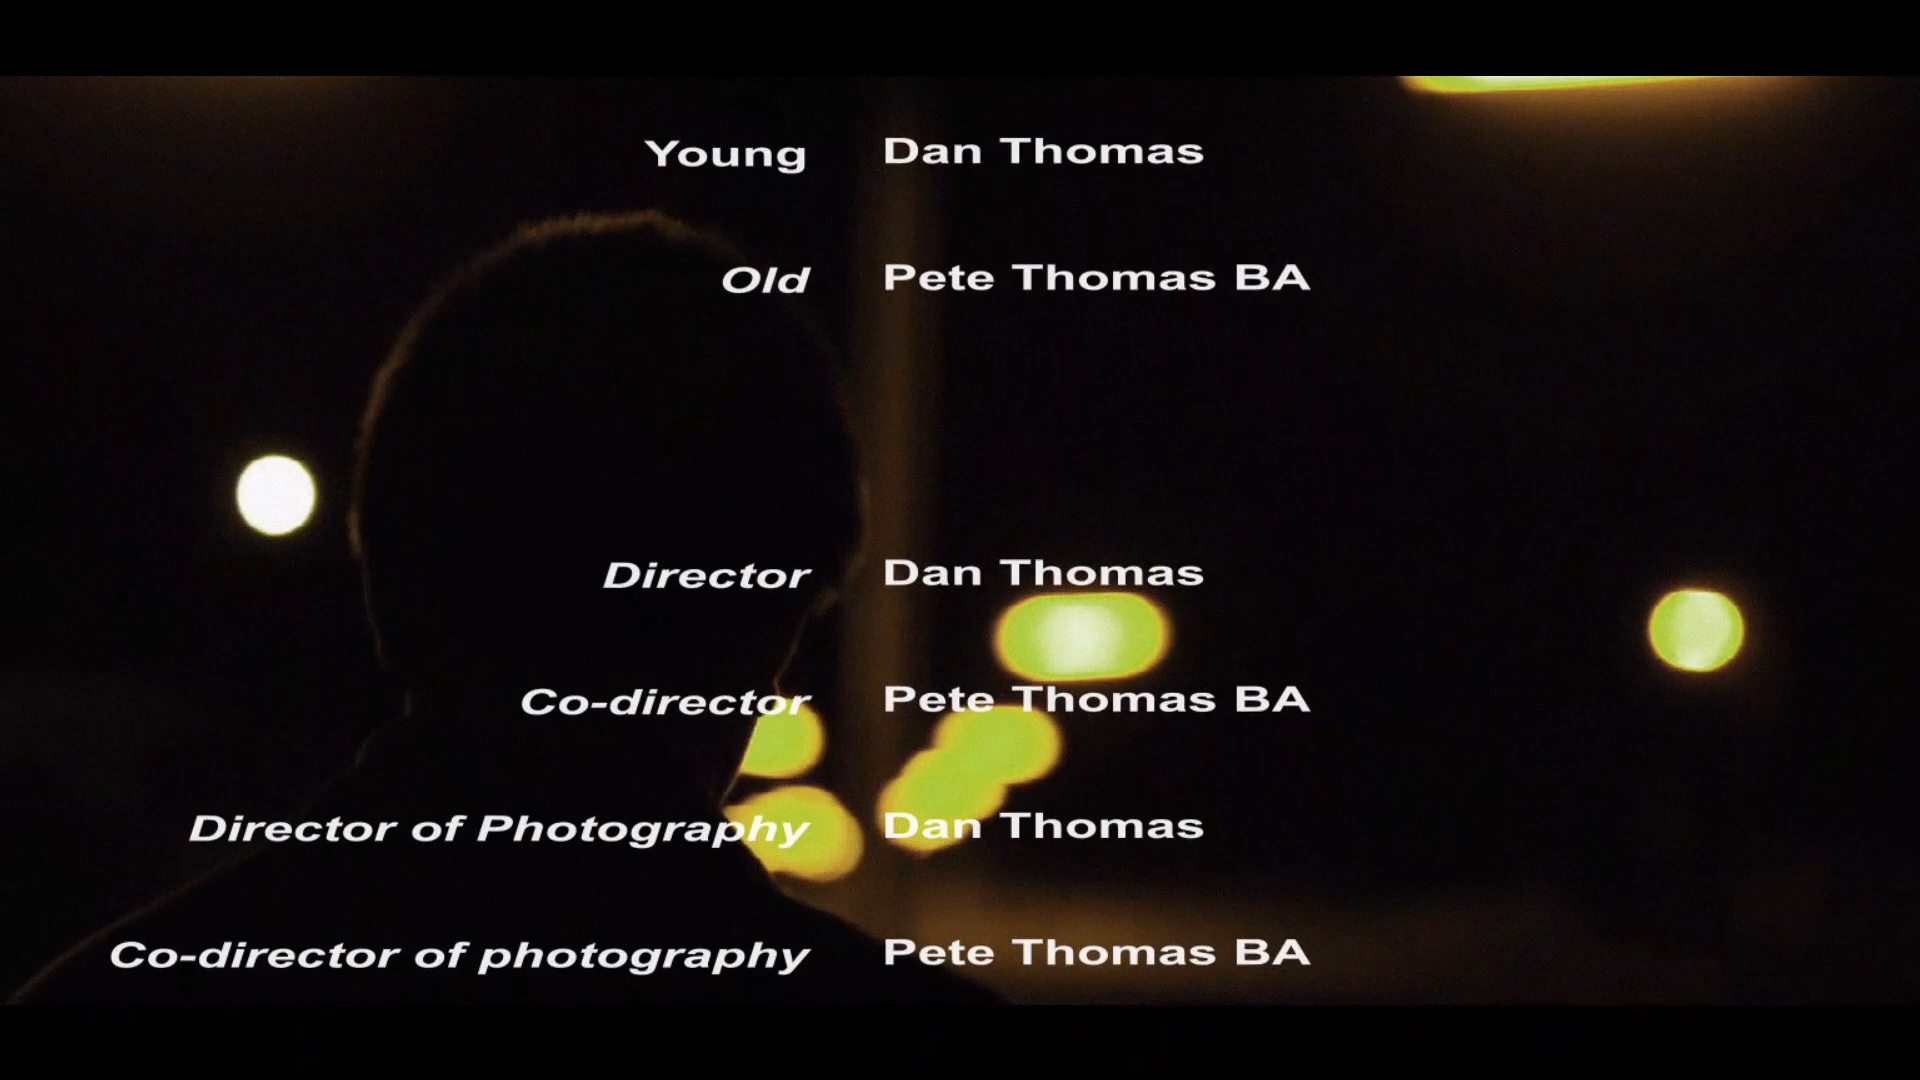 Young Dan Thomas
Old Pete Thomas BA
Director Dan Thomas
Co-director Pete Thomas BA
Director of Photography Dan Thomas
Co-director of photography Pete Thomas BA